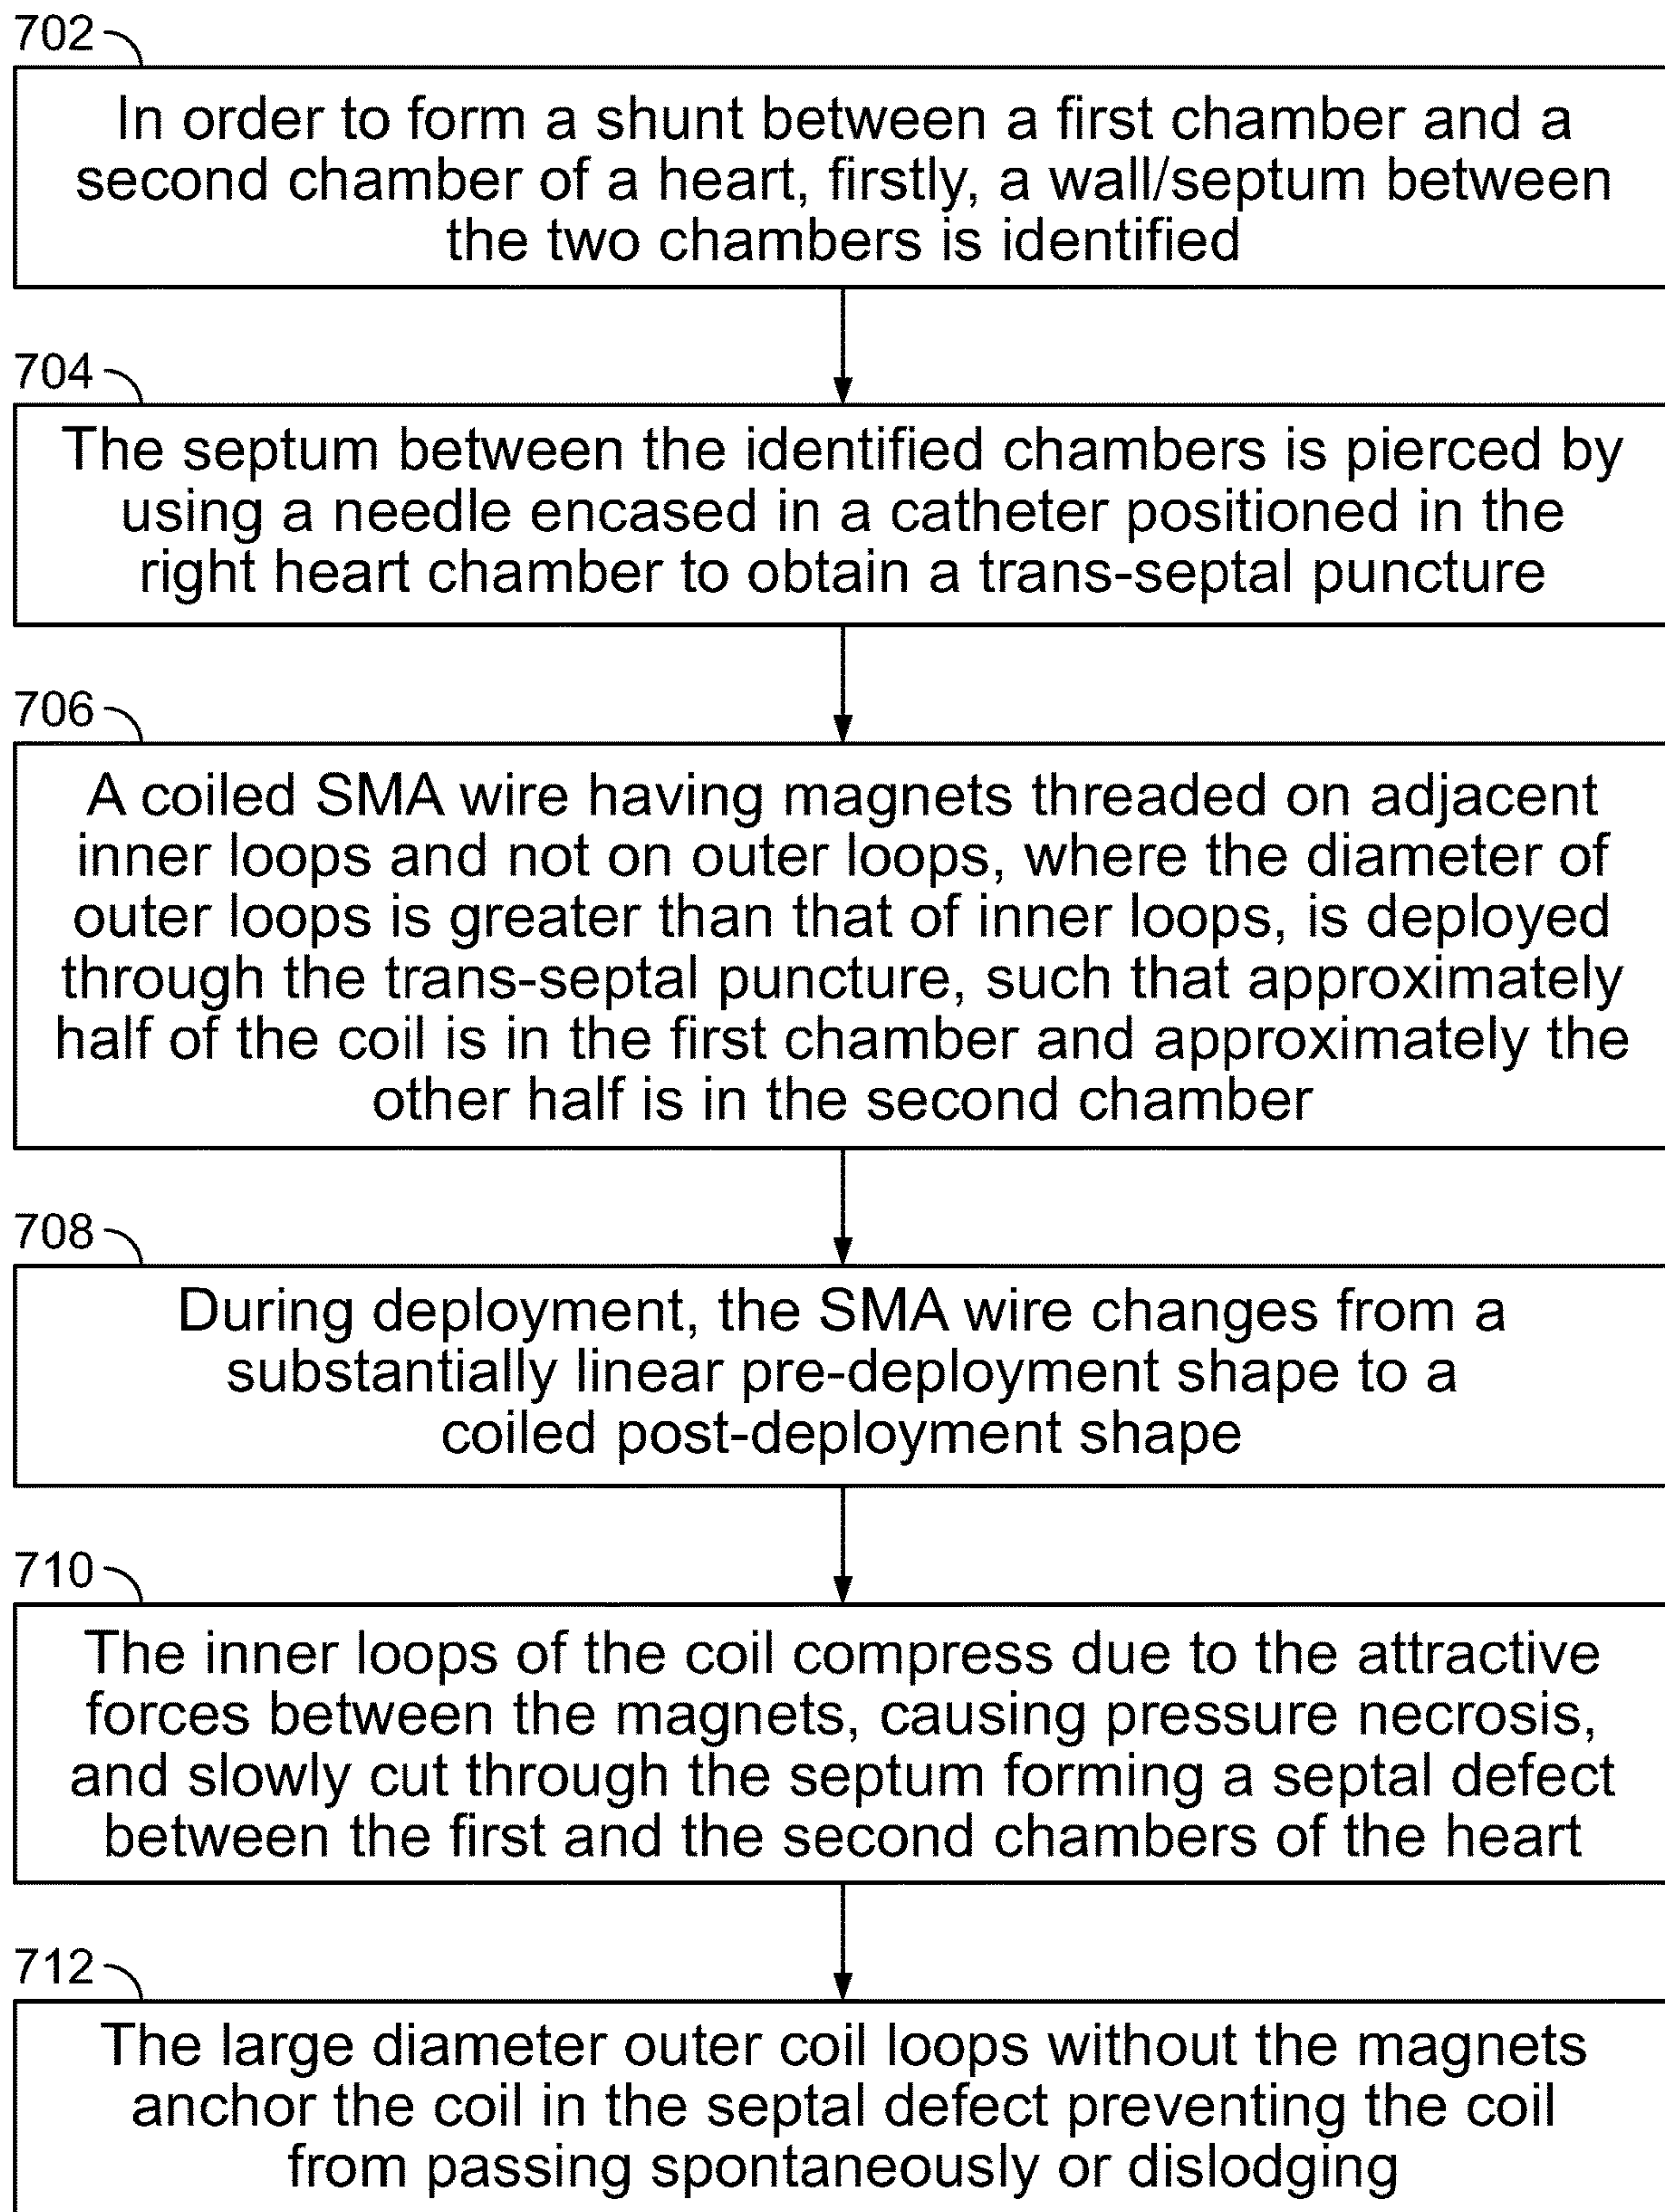 702
In order to form a shunt between a first chamber and a
second chamber of a heart, firstly, a wall/septum between
the two chambers is identified
704
The septum between the identified chambers is pierced by
using a needle encased in a catheter positioned in the
right heart chamber to obtain a trans-septal puncture
706
A coiled SMA wire having magnets threaded on adjacent
inner loops and not on outer loops, where the diameter of
outer loops is greater than that of inner loops, is deployed
through the trans-septal puncture, such that approximately
half of the coil is in the first chamber and approximately the
other half is in the second chamber
708
During deployment, the SMA wire changes from a
substantially linear pre-deployment shape to a
coiled post-deployment shape
710
The inner loops of the coil compress due to the attractive
forces between the magnets, causing pressure necrosis,
and slowly cut through the septum forming a septal defect
between the first and the second chambers of the heart
712
The large diameter outer coil loops without the magnets
anchor the coil in the septal defect preventing the coil
from passing spontaneously or dislodging